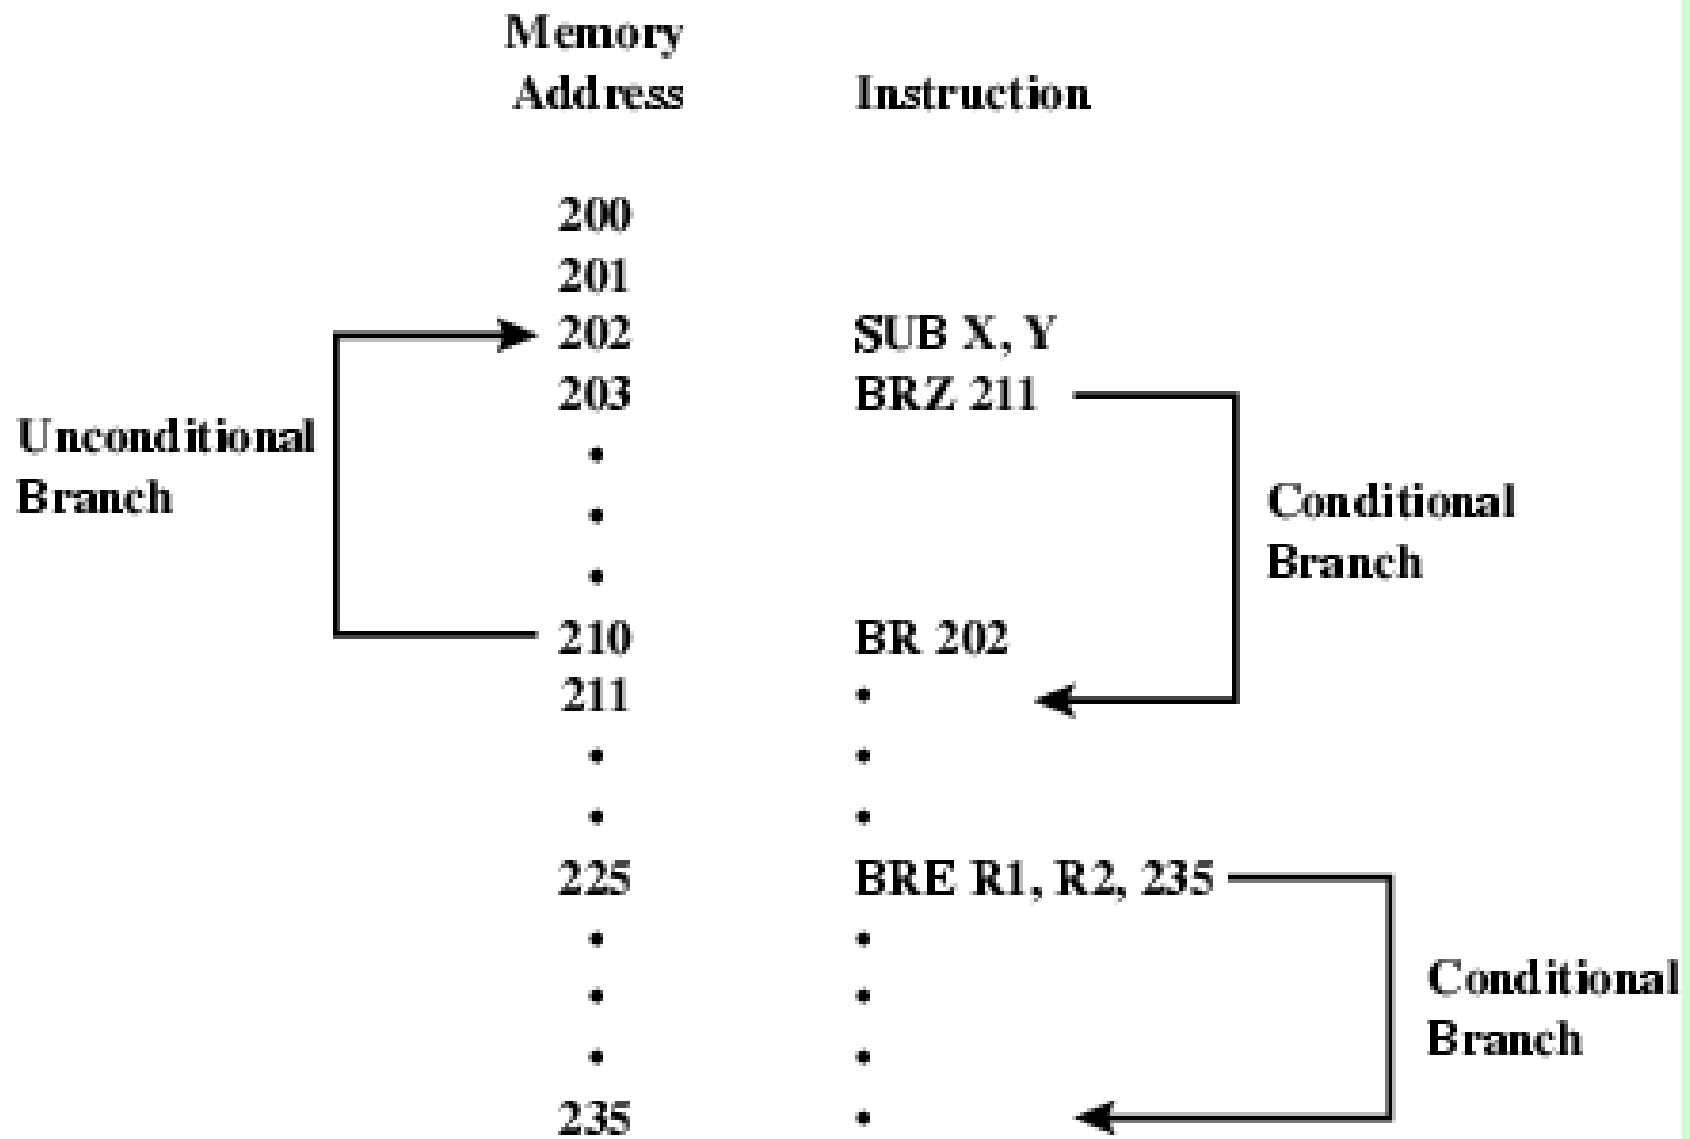 Memory
Address Instruction
200
201
202 SUB X, Y
203 BRZ 211
Unconditional
Branch
Conditional
Branch
210 BR 202
211
225 BRE R1, R2, 235
Conditional
Branch
235